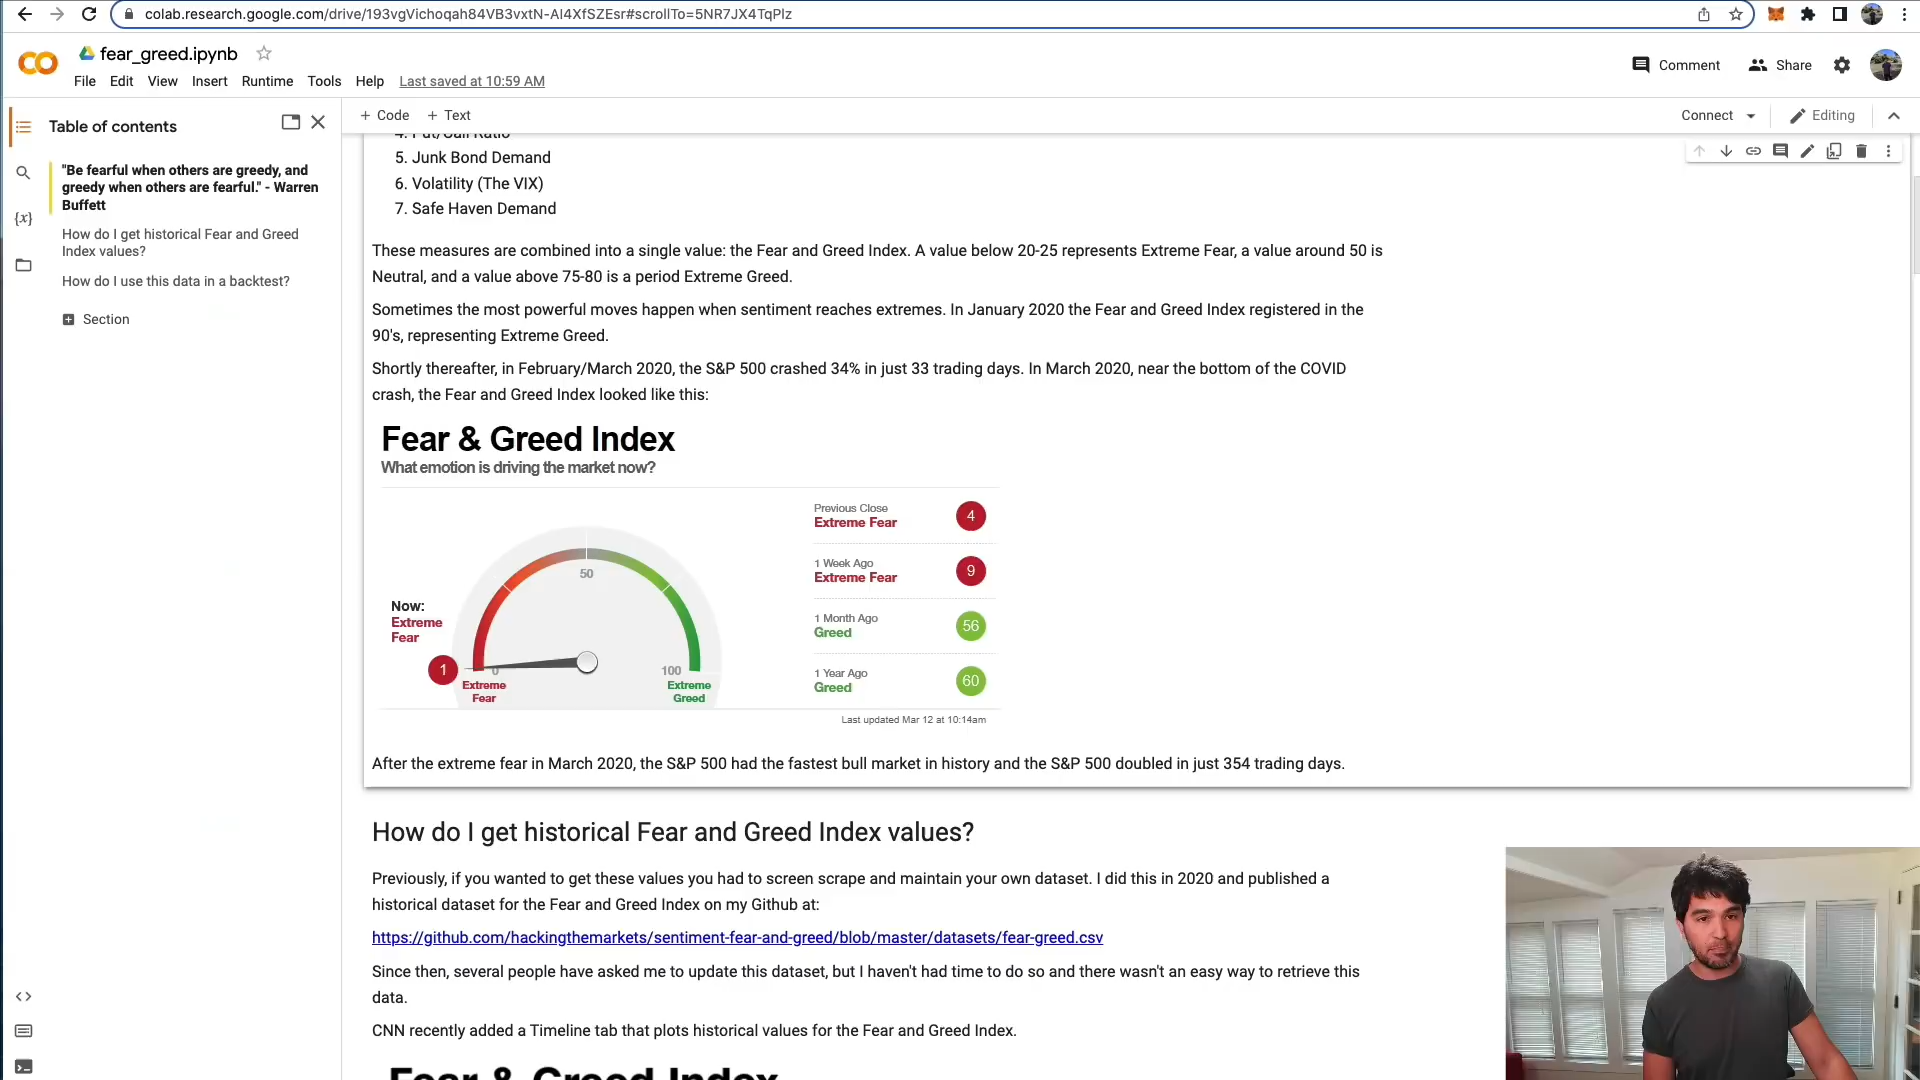 colab.research.google.com/drive/193vgVichoqah84VB3vxtN-AI4XfSZEsr#scrollTo=5NR7JX4TqPlz
fear_greed.ipynb
File Edit View Insert Runtime Tools Help Last saved at 10:59 AM
Comment Share
Table of contents
+ Code + Text
Connect Editing
"Be fearful when others are greedy, and
greedy when others are fearful." - Warren
Buffett
How do I get historical Fear and Greed
Index values?
How do I use this data in a backtest?
Section
4. Put/Call Ratio
5. Junk Bond Demand
6. Volatility (The VIX)
7. Safe Haven Demand
These measures are combined into a single value: the Fear and Greed Index. A value below 20-25 represents Extreme Fear, a value around 50 is
Neutral, and a value above 75-80 is a period Extreme Greed.
Sometimes the most powerful moves happen when sentiment reaches extremes. In January 2020 the Fear and Greed Index registered in the
90's, representing Extreme Greed.
Shortly thereafter, in February/March 2020, the S&P 500 crashed 34% in just 33 trading days. In March 2020, near the bottom of the COVID
crash, the Fear and Greed Index looked like this:
Fear & Greed Index
What emotion is driving the market now?
Now:
Extreme
Fear
1
0
50
100
Extreme
Fear
Extreme
Greed
Previous Close
Extreme Fear
4
1 Week Ago
Extreme Fear
9
1 Month Ago
Greed
56
1 Year Ago
Greed
60
Last updated Mar 12 at 10:14am
After the extreme fear in March 2020, the S&P 500 had the fastest bull market in history and the S&P 500 doubled in just 354 trading days.
How do I get historical Fear and Greed Index values?
Previously, if you wanted to get these values you had to screen scrape and maintain your own dataset. I did this in 2020 and published a
historical dataset for the Fear and Greed Index on my Github at:
https://github.com/hackingthemarkets/sentiment-fear-and-greed/blob/master/datasets/fear-greed.csv
Since then, several people have asked me to update this dataset, but I haven't had time to do so and there wasn't an easy way to retrieve this
data.
CNN recently added a Timeline tab that plots historical values for the Fear and Greed Index.
Fear & Greed Index